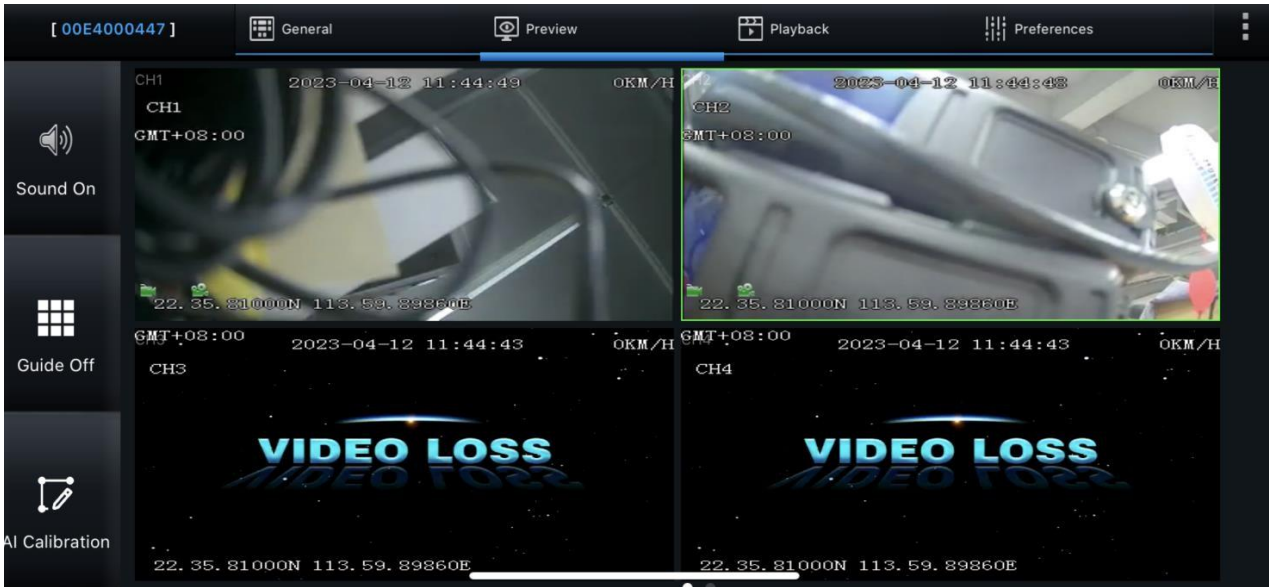 [ 00E4000447 ]
General
Preview
Playback
Preferences
Sound On
Guide Off
AI Calibration
CH1
2023-04-12 11:44:49
0KM/H
CH1
GMT+08:00
22.35.81000N 113.59.89860E
2023-04-12 11:44:48
0KM/H
CH2
GMT+08:00
22.35.81000N 113.59.89860E
GMT+08:00
2023-04-12 11:44:43
0KM/H
CH3
VIDEO LOSS
22.35.81000N 113.59.89860E
GMT+08:00
2023-04-12 11:44:43
0KM/H
CH4
VIDEO LOSS
22.35.81000N 113.59.89860E